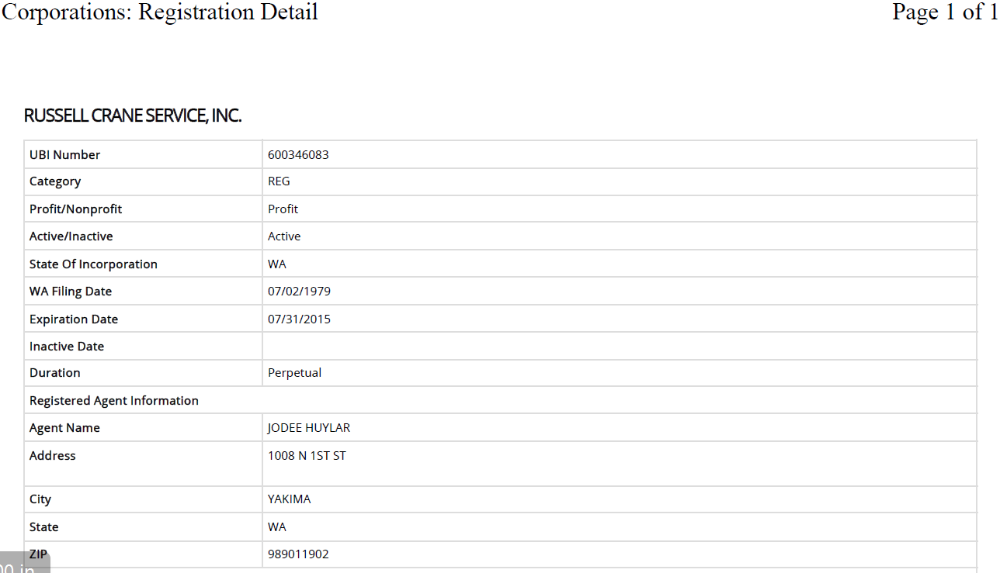 Corporations: Registration Detail Page 1 of 1
RUSSELL CRANE SERVICE, INC.
UBI Number 600346083
Category REG
Profit/Nonprofit Profit
Active/Inactive Active
State Of Incorporation WA
WA Filing Date 07/02/1979
Expiration Date 07/31/2015
Inactive Date
Duration Perpetual
Registered Agent Information
Agent Name JODEE HUYLAR
Address 1008 N 1ST ST
City YAKIMA
State WA
ZIP 989011902